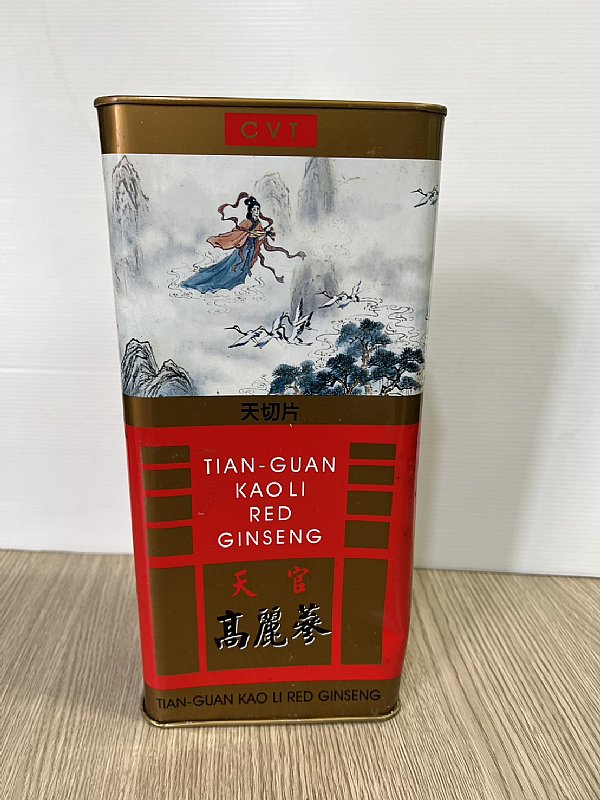 CVT
天切片
TIAN-GUAN
KAO LI
RED
GINSENG
天官
高麗蔘
TIAN-GUAN KAO LI RED GINSENG